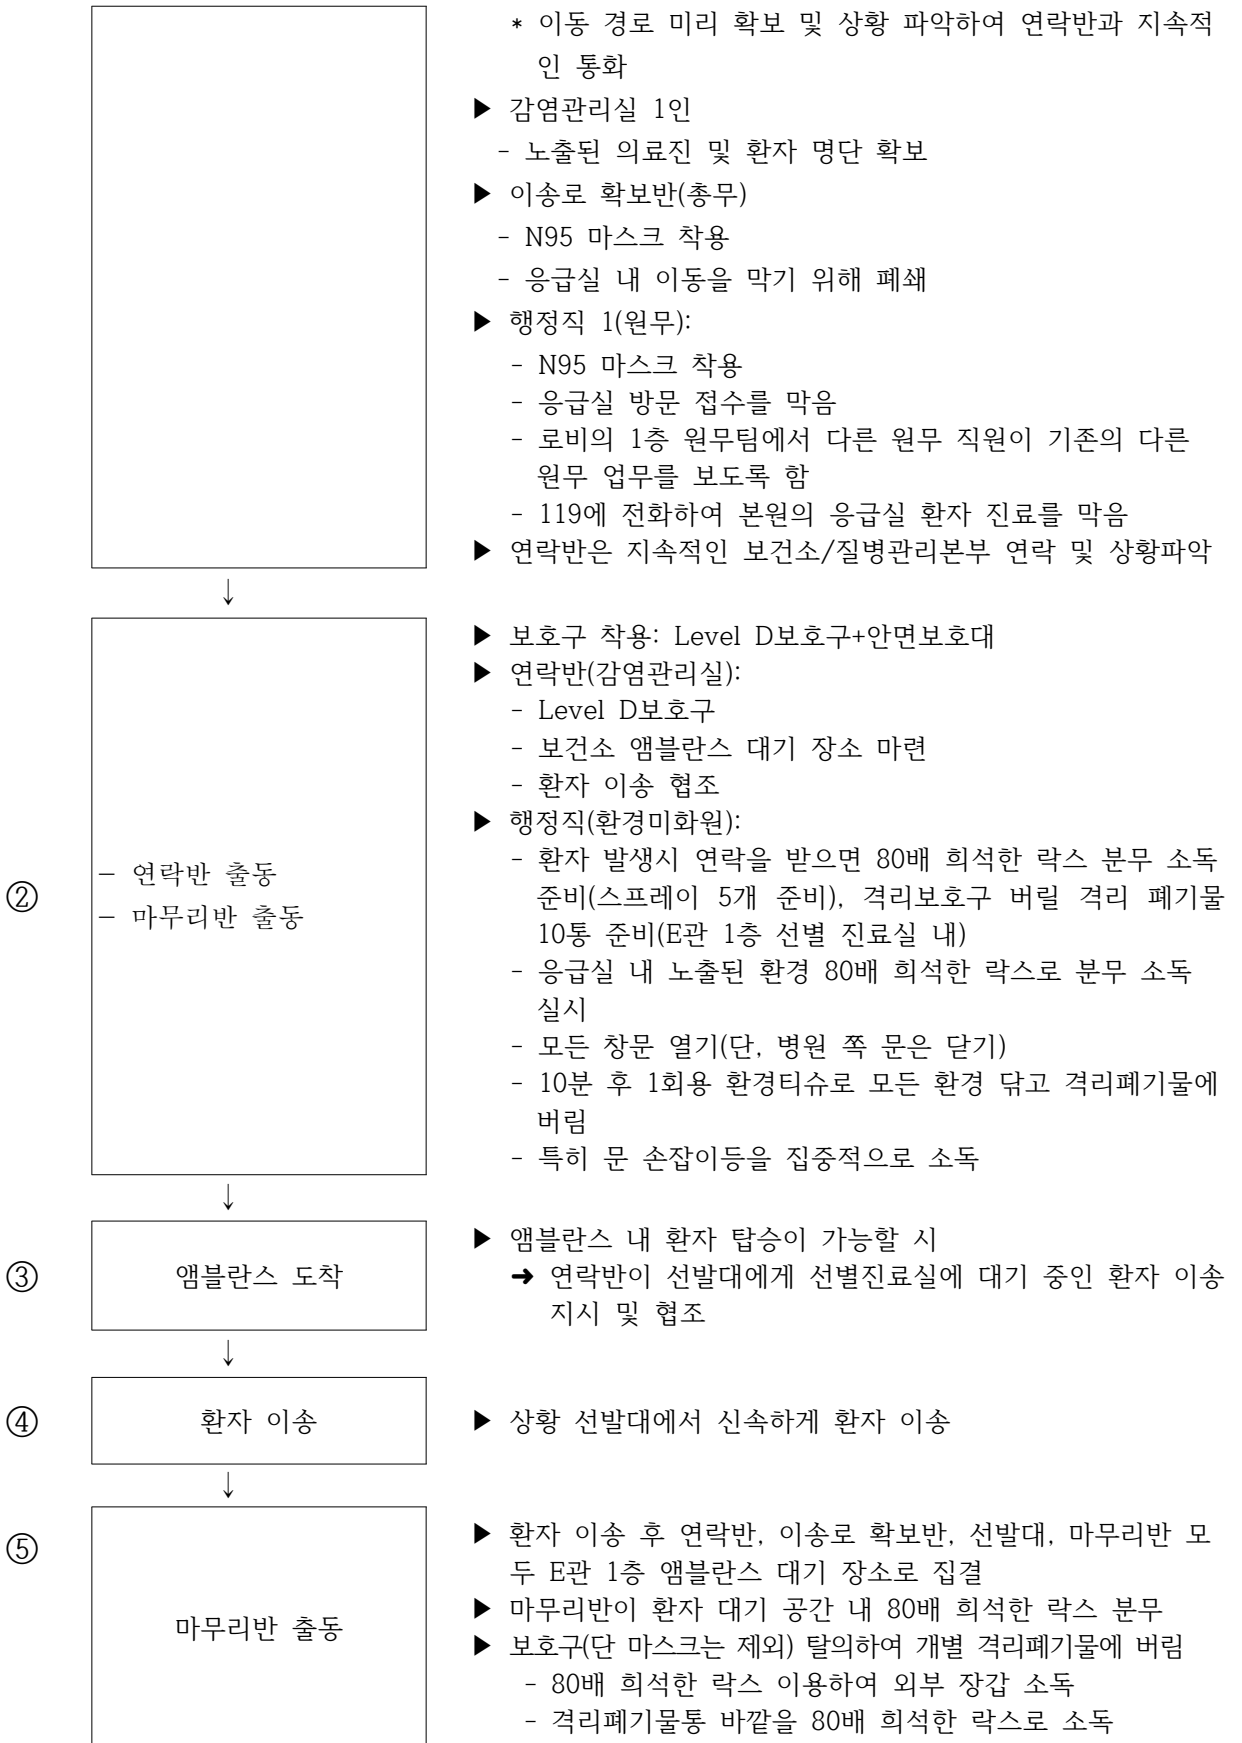 * 이동 경로 미리 확보 및 상황 파악하여 연락반과 지속적
인 통화
▶ 감염관리실 1인
- 노출된 의료진 및 환자 명단 확보
▶ 이송로 확보반(총무)
- N95 마스크 착용
- 응급실 내 이동을 막기 위해 폐쇄
▶ 행정직 1(원무):
- N95 마스크 착용
- 응급실 방문 접수를 막음
- 로비의 1층 원무팀에서 다른 원무 직원이 기존의 다른
원무 업무를 보도록 함
- 119에 전화하여 본원의 응급실 환자 진료를 막음
▶ 연락반은 지속적인 보건소/질병관리본부 연락 및 상황파악
↓
②
- 연락반 출동
- 마무리반 출동
▶ 보호구 착용: Level D보호구+안면보호대
▶ 연락반(감염관리실):
- Level D보호구
- 보건소 앰블란스 대기 장소 마련
- 환자 이송 협조
▶ 행정직(환경미화원):
- 환자 발생시 연락을 받으면 80배 희석한 락스 분무 소독
준비(스프레이 5개 준비), 격리보호구 버릴 격리 폐기물
10통 준비(E관 1층 선별 진료실 내)
- 응급실 내 노출된 환경 80배 희석한 락스로 분무 소독
실시
- 모든 창문 열기(단, 병원 쪽 문은 닫기)
- 10분 후 1회용 환경티슈로 모든 환경 닦고 격리폐기물에
버림
- 특히 문 손잡이등을 집중적으로 소독
↓
③
앰블란스 도착
▶ 앰블란스 내 환자 탑승이 가능할 시
➜ 연락반이 선발대에게 선별진료실에 대기 중인 환자 이송
지시 및 협조
↓
④
환자 이송
▶ 상황 선발대에서 신속하게 환자 이송
↓
⑤
마무리반 출동
▶ 환자 이송 후 연락반, 이송로 확보반, 선발대, 마무리반 모
두 E관 1층 앰블란스 대기 장소로 집결
▶ 마무리반이 환자 대기 공간 내 80배 희석한 락스 분무
▶ 보호구(단 마스크는 제외) 탈의하여 개별 격리폐기물에 버림
- 80배 희석한 락스 이용하여 외부 장갑 소독
- 격리폐기물통 바깥을 80배 희석한 락스로 소독